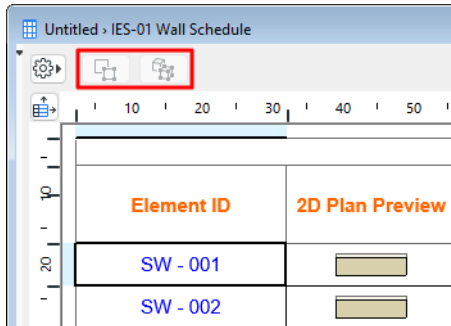 Untitled › IES-01 Wall Schedule
10 20 30 40 50
10
Element ID 2D Plan Preview
20 SW - 001
SW - 002